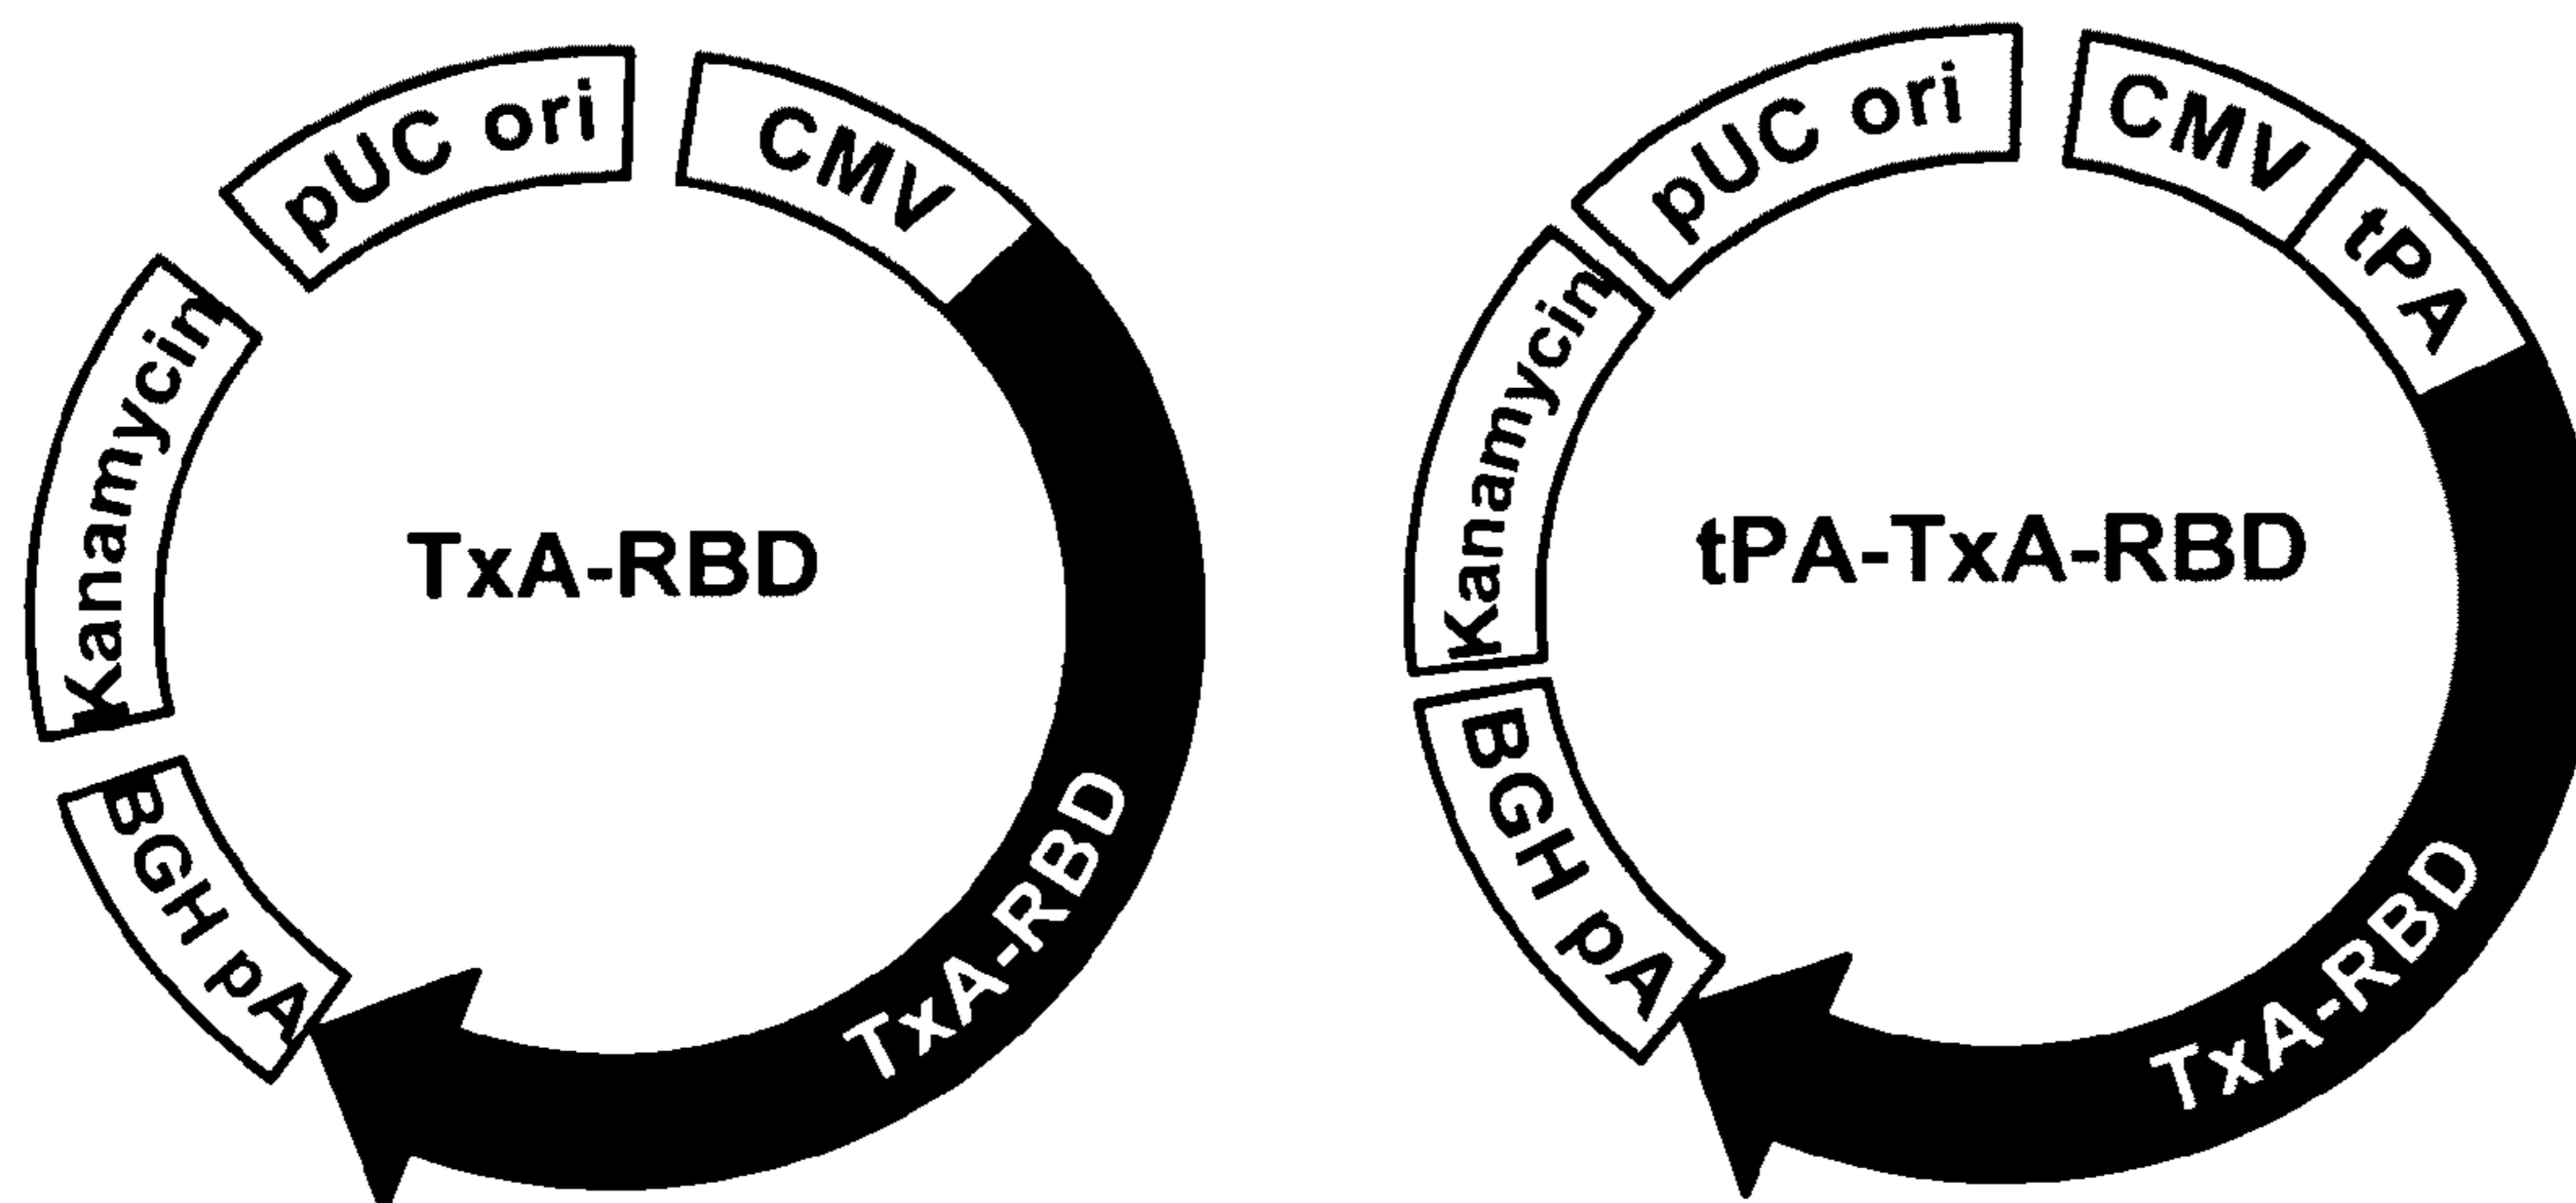 pUC ori
CMV
Kanamycin
TxA-RBD
TxA-RBD
BGH pA
pUC ori
CMV
tPA
Kanamycin
tPA-TxA-RBD
TxA-RBD
BGH pA